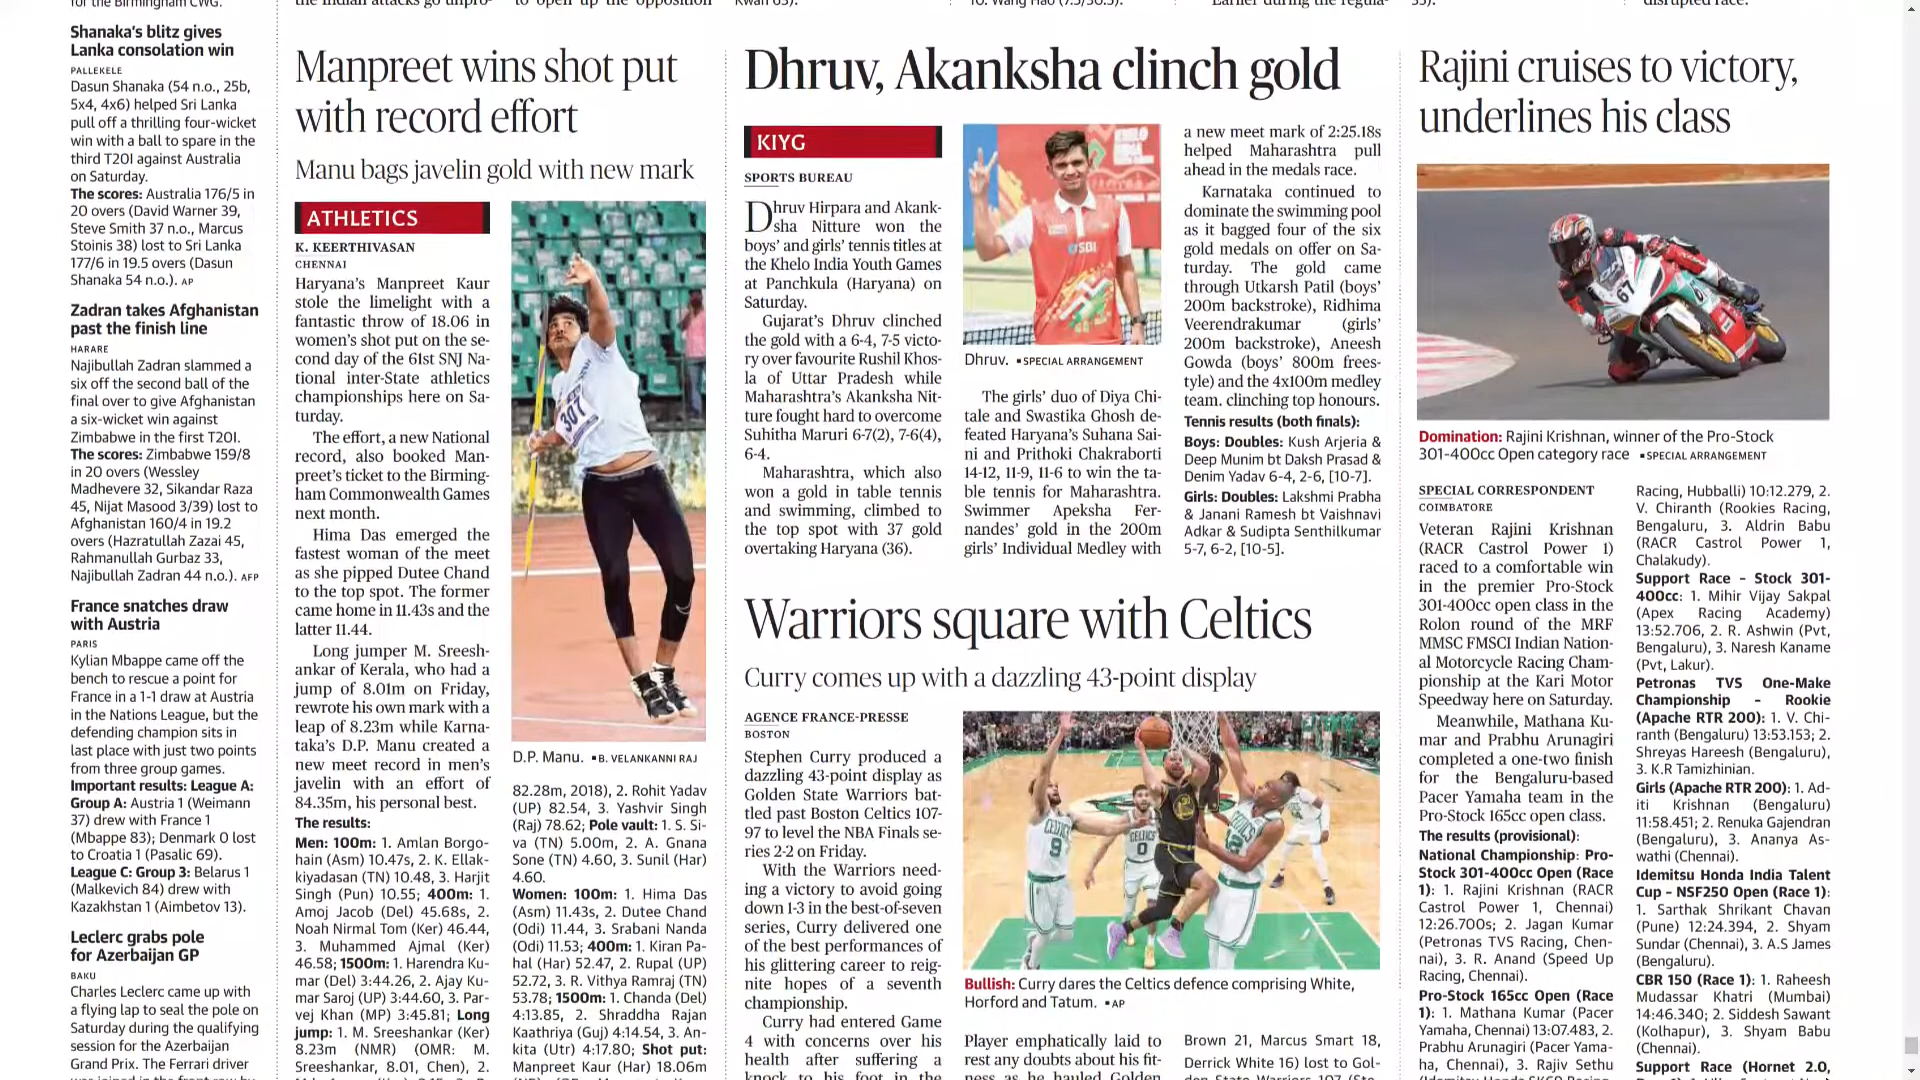 for the Birmingham CWG.
Shanaka's blitz gives
Lanka consolation win
PALLEKELE
Dasun Shanaka (54 n.o., 25b,
5x4, 4x6) helped Sri Lanka
pull off a thrilling four-wicket
win with a ball to spare in the
third T20I against Australia
on Saturday.
The scores: Australia 176/5 in
20 overs (David Warner 39,
Steve Smith 37 n.o., Marcus
Stoinis 38) lost to Sri Lanka
177/6 in 19.5 overs (Dasun
Shanaka 54 n.o.). AP
Zadran takes Afghanistan
past the finish line
HARARE
Najibullah Zadran slammed a
six off the second ball of the
final over to give Afghanistan
a six-wicket win against
Zimbabwe in the first T20I.
The scores: Zimbabwe 159/8
in 20 overs (Wessley
Madhevere 32, Sikandar Raza
45, Nijat Masood 3/39) lost to
Afghanistan 160/4 in 19.2
overs (Hazratullah Zazai 45,
Rahmanullah Gurbaz 33,
Najibullah Zadran 44 n.o.). AFP
France snatches draw
with Austria
PARIS
Kylian Mbappe came off the
bench to rescue a point for
France in a 1-1 draw at Austria
in the Nations League, but the
defending champion sits in
last place with just two points
from three group games.
Important results: League A:
Group A: Austria 1 (Weimann
37) drew with France 1
(Mbappe 83); Denmark 0 lost
to Croatia 1 (Pasalic 69).
League C: Group 3: Belarus 1
(Malkevich 84) drew with
Kazakhstan 1 (Aimbetov 13).
Leclerc grabs pole
for Azerbaijan GP
BAKU
Charles Leclerc came up with
a flying lap to seal the pole on
Saturday during the qualifying
session for the Azerbaijan
Grand Prix. The Ferrari driver
Manpreet wins shot put
with record effort
Manu bags javelin gold with new mark
ATHLETICS
K. KEERTHIVASAN
CHENNAI
Haryana's Manpreet Kaur
stole the limelight with a
fantastic throw of 18.06 in
women's shot put on the se-
cond day of the 61st SNJ Na-
tional inter-State athletics
championships here on Sa-
turday.
The effort, a new National
record, also booked Man-
preet's ticket to the Birming-
ham Commonwealth Games
next month.
Hima Das emerged the
fastest woman of the meet
as she pipped Dutee Chand
to the top spot. The former
came home in 11.43s and the
latter 11.44.
Long jumper M. Sreesh-
ankar of Kerala, who had a
jump of 8.01m on Friday,
rewrote his own mark with a
leap of 8.23m while Karna-
taka's D.P. Manu created a
new meet record in men's
javelin with an effort of
84.35m, his personal best.
The results:
Men: 100m: 1. Amlan Borgo-
hain (Asm) 10.47s, 2. K. Ellak-
kiyadasan (TN) 10.48, 3. Harjit
Singh (Pun) 10.55; 400m: 1.
Amoj Jacob (Del) 45.68s, 2.
Noah Nirmal Tom (Ker) 46.44,
3. Muhammed Ajmal (Ker)
46.58; 1500m: 1. Harendra Ku-
mar (Del) 3:44.26, 2. Ajay Ku-
mar Saroj (UP) 3:44.60, 3. Par-
vej Khan (MP) 3:45.81; Long
jump: 1. M. Sreeshankar (Ker)
8.23m (NMR) (OMR: M.
Sreeshankar, 8.01, Chen), 2.
307
D.P. Manu. ▪B. VELANKANNI RAJ
82.28m, 2018), 2. Rohit Yadav
(UP) 82.54, 3. Yashvir Singh
(Raj) 78.62; Pole vault: 1. S. Si-
va (TN) 5.00m, 2. A. Gnana
Sone (TN) 4.60, 3. Sunil (Har)
4.60.
Women: 100m: 1. Hima Das
(Asm) 11.43s, 2. Dutee Chand
(Odi) 11.44, 3. Srabani Nanda
(Odi) 11.53; 400m: 1. Kiran Pa-
hal (Har) 52.47, 2. Rupal (UP)
52.72, 3. R. Vithya Ramraj (TN)
53.78; 1500m: 1. Chanda (Del)
4:13.85, 2. Shraddha Rajan
Kaathriya (Guj) 4:14.54, 3. An-
kita (Utr) 4:17.80; Shot put:
Manpreet Kaur (Har) 18.06m
Dhruv, Akanksha clinch gold
KIYG
SPORTS BUREAU
Dhruv Hirpara and Akank-
sha Nitture won the
boys' and girls' tennis titles at
the Khelo India Youth Games
at Panchkula (Haryana) on
Saturday.
Gujarat's Dhruv clinched
the gold with a 6-4, 7-5 victo-
ry over favourite Rushil Khos-
la of Uttar Pradesh while
Maharashtra's Akanksha Nit-
ture fought hard to overcome
Suhitha Maruri 6-7(2), 7-6(4),
6-4.
Maharashtra, which also
won a gold in table tennis
and swimming, climbed to
the top spot with 37 gold
overtaking Haryana (36).
SBI
Dhruv. ▪SPECIAL ARRANGEMENT
The girls' duo of Diya Chi-
tale and Swastika Ghosh de-
feated Haryana's Suhana Sai-
ni and Prithoki Chakraborti
14-12, 11-9, 11-6 to win the ta-
ble tennis for Maharashtra.
Swimmer Apeksha Fer-
nandes' gold in the 200m
girls' Individual Medley with
a new meet mark of 2:25.18s
helped Maharashtra pull
ahead in the medals race.
Karnataka continued to
dominate the swimming pool
as it bagged four of the six
gold medals on offer on Sa-
turday. The gold came
through Utkarsh Patil (boys'
200m backstroke), Ridhima
Veerendrakumar (girls'
200m backstroke), Aneesh
Gowda (boys' 800m frees-
tyle) and the 4x100m medley
team. clinching top honours.
Tennis results (both finals):
Boys: Doubles: Kush Arjeria &
Deep Munim bt Daksh Prasad &
Denim Yadav 6-4, 2-6, [10-7].
Girls: Doubles: Lakshmi Prabha
& Janani Ramesh bt Vaishnavi
Adkar & Sudipta Senthilkumar
5-7, 6-2, [10-5].
Warriors square with Celtics
Curry comes up with a dazzling 43-point display
AGENCE FRANCE-PRESSE
BOSTON
Stephen Curry produced a
dazzling 43-point display as
Golden State Warriors bat-
tled past Boston Celtics 107-
97 to level the NBA Finals se-
ries 2-2 on Friday.
With the Warriors need-
ing a victory to avoid going
down 1-3 in the best-of-seven
series, Curry delivered one
of the best performances of
his glittering career to reig-
nite hopes of a seventh
championship.
Curry had entered Game
4 with concerns over his
health after suffering a
knock to his foot in the
Bullish: Curry dares the Celtics defence comprising White,
Horford and Tatum. ▪AP
Player emphatically laid to
rest any doubts about his fit-
ness as he hauled Golden
Brown 21, Marcus Smart 18,
Derrick White 16) lost to Gol-
Rajini cruises to victory,
underlines his class
67
Domination: Rajini Krishnan, winner of the Pro-Stock
301-400cc Open category race ▪SPECIAL ARRANGEMENT
SPECIAL CORRESPONDENT
COIMBATORE
Veteran Rajini Krishnan
(RACR Castrol Power 1)
raced to a comfortable win
in the premier Pro-Stock
301-400cc open class in the
Rolon round of the MRF
MMSC FMSCI Indian Nation-
al Motorcycle Racing Cham-
pionship at the Kari Motor
Speedway here on Saturday.
Meanwhile, Mathana Ku-
mar and Prabhu Arunagiri
completed a one-two finish
for the Bengaluru-based
Pacer Yamaha team in the
Pro-Stock 165cc open class.
The results (provisional):
National Championship: Pro-
Stock 301-400cc Open (Race
1): 1. Rajini Krishnan (RACR
Castrol Power 1, Chennai)
12:26.700s; 2. Jagan Kumar
(Petronas TVS Racing, Chen-
nai), 3. R. Anand (Speed Up
Racing, Chennai).
Pro-Stock 165cc Open (Race
1): 1. Mathana Kumar (Pacer
Yamaha, Chennai) 13:07.483, 2.
Prabhu Arunagiri (Pacer Yama-
ha, Chennai), 3. Rajiv Sethu
Racing, Hubballi) 10:12.279, 2.
V. Chiranth (Rookies Racing,
Bengaluru, 3. Aldrin Babu
(RACR Castrol Power 1,
Chalakudy).
Support Race – Stock 301-
400cc: 1. Mihir Vijay Sakpal
(Apex Racing Academy)
13:52.706, 2. R. Ashwin (Pvt,
Bengaluru), 3. Naresh Kaname
(Pvt, Lakur).
Petronas TVS One-Make
Championship – Rookie
(Apache RTR 200): 1. V. Chi-
ranth (Bengaluru) 13:53.153; 2.
Shreyas Hareesh (Bengaluru),
3. K.R Tamizhinian.
Girls (Apache RTR 200): 1. Ad-
iti Krishnan (Bengaluru)
11:58.451; 2. Renuka Gajendran
(Bengaluru), 3. Ananya As-
wathi (Chennai).
Idemitsu Honda India Talent
Cup – NSF250 Open (Race 1):
1. Sarthak Shrikant Chavan
(Pune) 12:24.394, 2. Shyam
Sundar (Chennai), 3. A.S James
(Bengaluru).
CBR 150 (Race 1): 1. Raheesh
Mudassar Khatri (Mumbai)
14:46.340; 2. Siddesh Sawant
(Kolhapur), 3. Shyam Babu
(Chennai).
Support Race (Hornet 2.0,